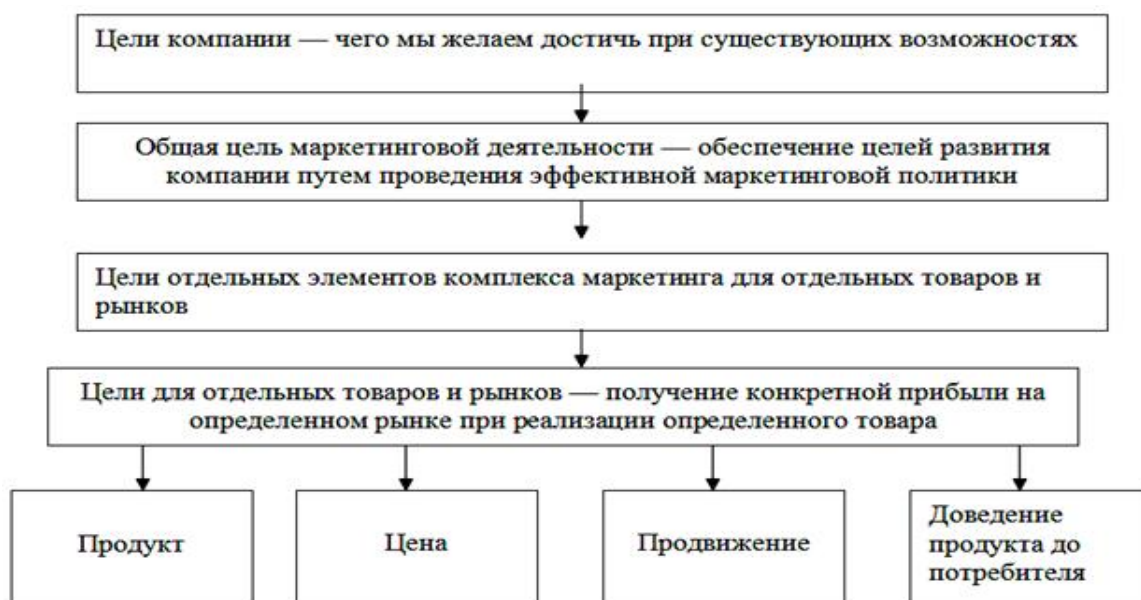 Цели компании — чего мы желаем достичь при существующих возможностях
Общая цель маркетинговой деятельности — обеспечение целей развития
компании путем проведения эффективной маркетинговой политики
Цели отдельных элементов комплекса маркетинга для отдельных товаров и
рынков
Цели для отдельных товаров и рынков — получение конкретной прибыли на
определенном рынке при реализации определенного товара
Продукт
Цена
Продвижение
Доведение
продукта до
потребителя